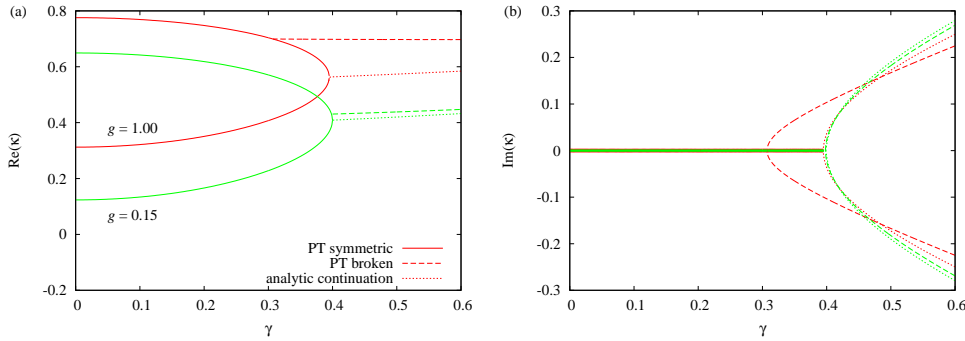 (a)
0.8
0.6
0.4
0.2
0
-0.2
Re(κ)
g = 1.00
g = 0.15
PT symmetric
PT broken
analytic continuation
0 0.1 0.2 0.3 0.4 0.5 0.6
γ
(b)
0.3
0.2
0.1
0
-0.1
-0.2
-0.3
Im(κ)
0 0.1 0.2 0.3 0.4 0.5 0.6
γ